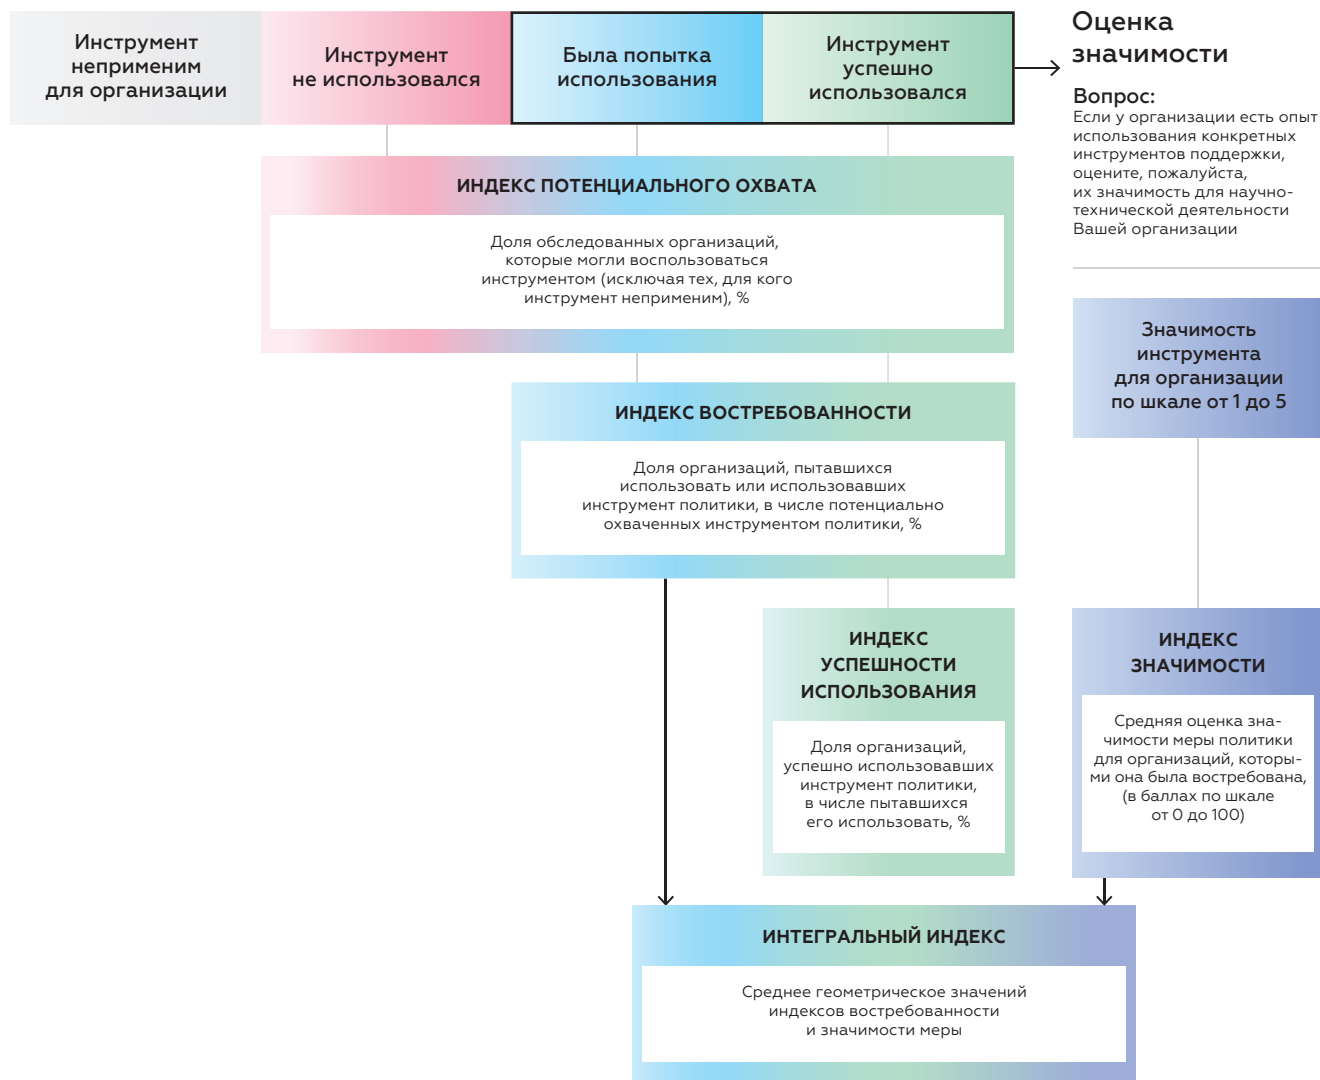 Инструмент
неприменим
для организации
Инструмент
не использовался
Была попытка
использования
Инструмент
успешно
использовался
Оценка
значимости
Вопрос:
Если у организации есть опыт
использования конкретных
инструментов поддержки,
оцените, пожалуйста,
их значимость для научно-
технической деятельности
Вашей организации
ИНДЕКС ПОТЕНЦИАЛЬНОГО ОХВАТА
Доля обследованных организаций,
которые могли воспользоваться
инструментом (исключая тех, для кого
инструмент неприменим), %
Значимость
инструмента
для организации
по шкале от 1 до 5
ИНДЕКС ВОСТРЕБОВАННОСТИ
Доля организаций, пытавшихся
использовать или использовавших
инструмент политики, в числе потенциально
охваченных инструментом политики, %
ИНДЕКС
УСПЕШНОСТИ
ИСПОЛЬЗОВАНИЯ
Доля организаций,
успешно использовавших
инструмент политики,
в числе пытавшихся
его использовать, %
ИНДЕКС
ЗНАЧИМОСТИ
Средняя оценка зна-
чимости меры политики
для организаций, которы-
ми она была востребована,
(в баллах по шкале
от 0 до 100)
ИНТЕГРАЛЬНЫЙ ИНДЕКС
Среднее геометрическое значений
индексов востребованности
и значимости меры